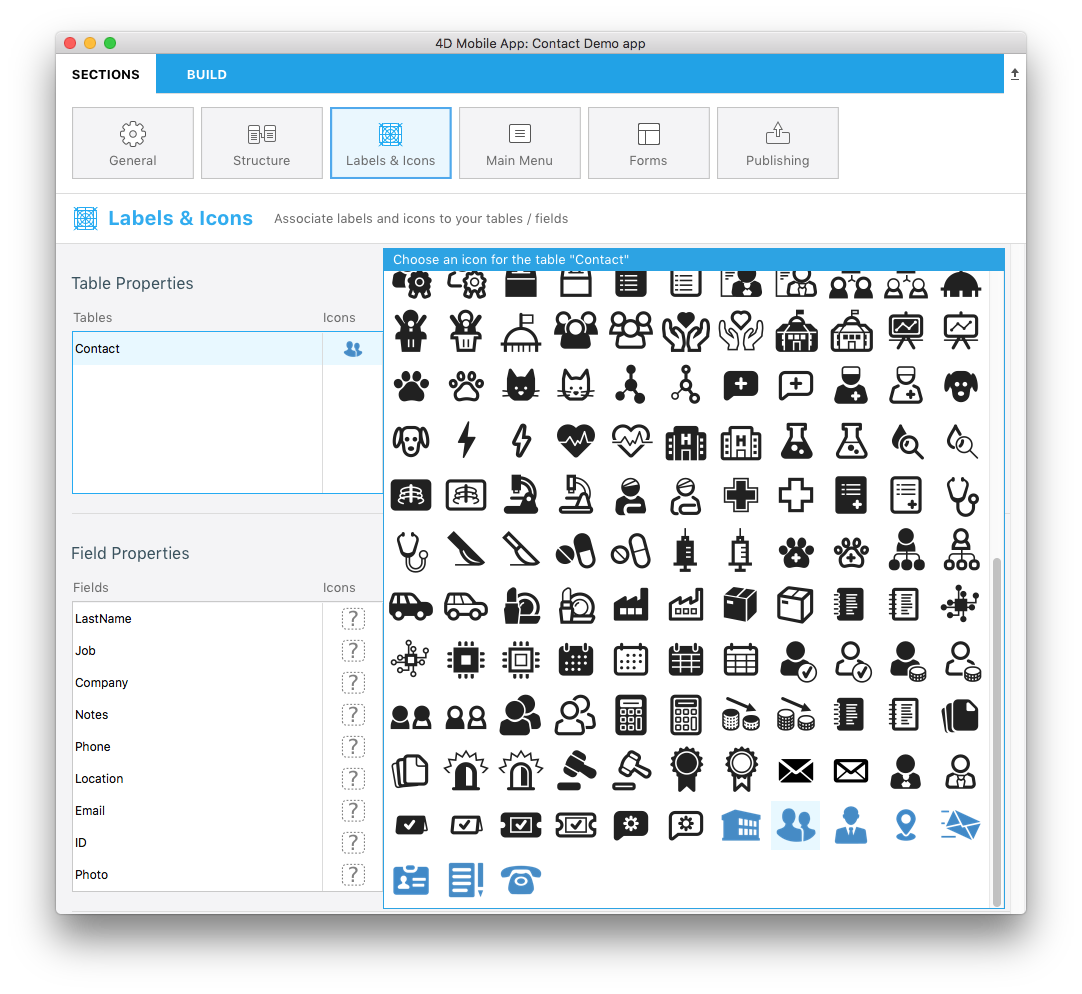 4D Mobile App: Contact Demo app
SECTIONS BUILD
General Structure Labels & Icons Main Menu Forms Publishing
Labels & Icons Associate labels and icons to your tables / fields
Choose an icon for the table "Contact"
Table Properties
Tables Icons
Contact
Field Properties
Fields Icons
LastName ?
Job ?
Company ?
Notes ?
Phone ?
Location ?
Email ?
ID ?
Photo ?
H H